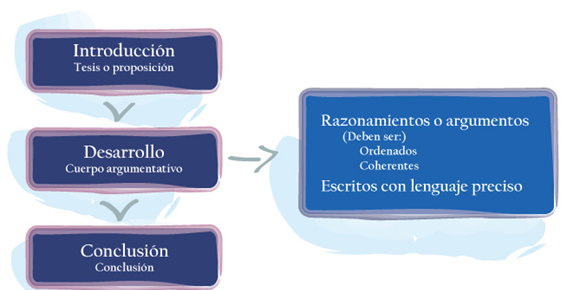 Introducción
Tesis o proposición
Desarrollo
Cuerpo argumentativo
Conclusión
Conclusión
Razonamientos o argumentos
(Deben ser:)
Ordenados
Coherentes
Escritos con lenguaje preciso